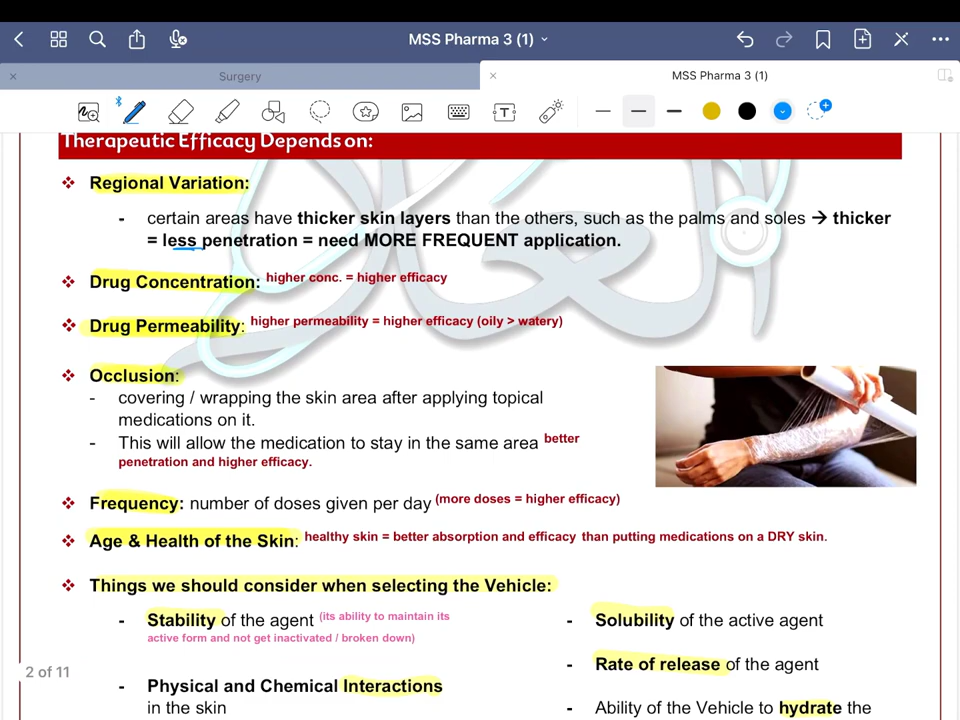 MSS Pharma 3 (1)
Surgery
MSS Pharma 3 (1)
Therapeutic Efficacy Depends on:
❖ Regional Variation:
- certain areas have thicker skin layers than the others, such as the palms and soles → thicker
= less penetration = need MORE FREQUENT application.
❖ Drug Concentration: higher conc. = higher efficacy
❖ Drug Permeability: higher permeability = higher efficacy (oily > watery)
❖ Occlusion:
- covering / wrapping the skin area after applying topical
medications on it.
- This will allow the medication to stay in the same area better
penetration and higher efficacy.
❖ Frequency: number of doses given per day (more doses = higher efficacy)
❖ Age & Health of the Skin: healthy skin = better absorption and efficacy than putting medications on a DRY skin.
❖ Things we should consider when selecting the Vehicle:
- Stability of the agent (its ability to maintain its
active form and not get inactivated / broken down)
- Physical and Chemical Interactions
in the skin
- Solubility of the active agent
- Rate of release of the agent
- Ability of the Vehicle to hydrate the
2 of 11